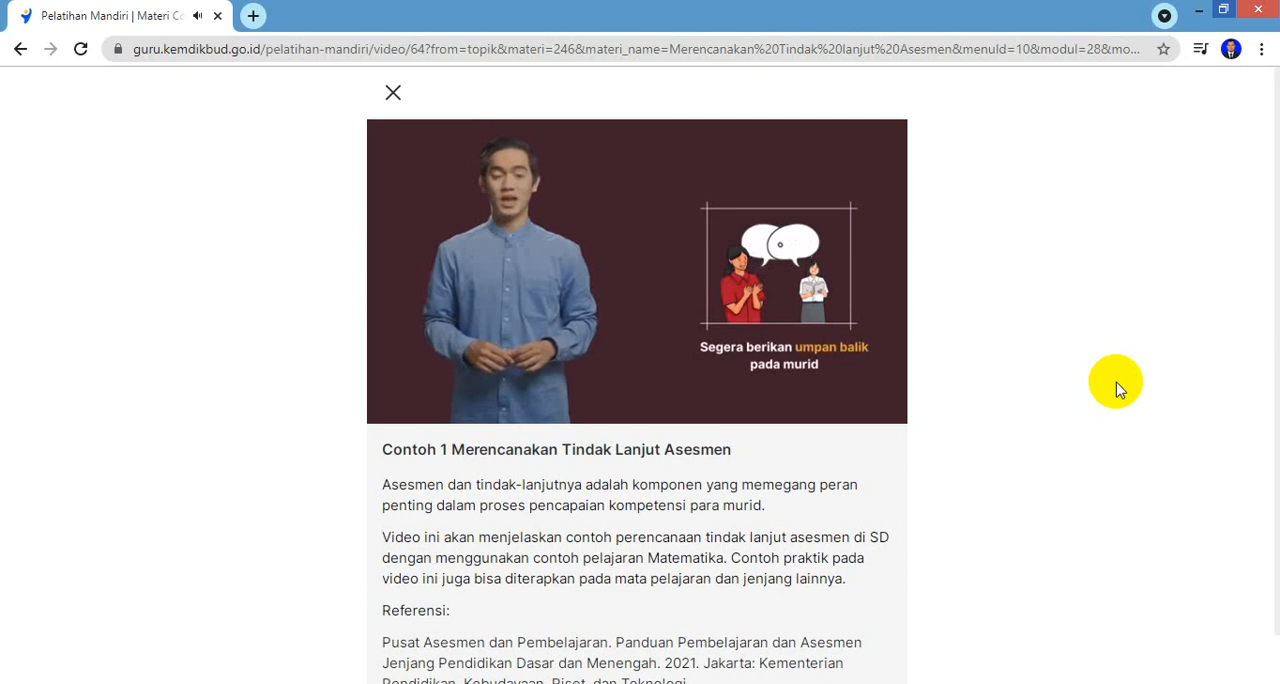 Pelatihan Mandiri | Materi Co
guru.kemdikbud.go.id/pelatihan-mandiri/video/64?from=topik&materi=246&materi_name=Merencanakan%20Tindak%20lanjut%20Asesmen&menuId=10&modul=28&mo...
Segera berikan umpan balik
pada murid
Contoh 1 Merencanakan Tindak Lanjut Asesmen
Asesmen dan tindak-lanjutnya adalah komponen yang memegang peran
penting dalam proses pencapaian kompetensi para murid.
Video ini akan menjelaskan contoh perencanaan tindak lanjut asesmen di SD
dengan menggunakan contoh pelajaran Matematika. Contoh praktik pada
video ini juga bisa diterapkan pada mata pelajaran dan jenjang lainnya.
Referensi:
Pusat Asesmen dan Pembelajaran. Panduan Pembelajaran dan Asesmen
Jenjang Pendidikan Dasar dan Menengah. 2021. Jakarta: Kementerian
Pendidikan, Kebudayaan, Riset, dan Teknologi